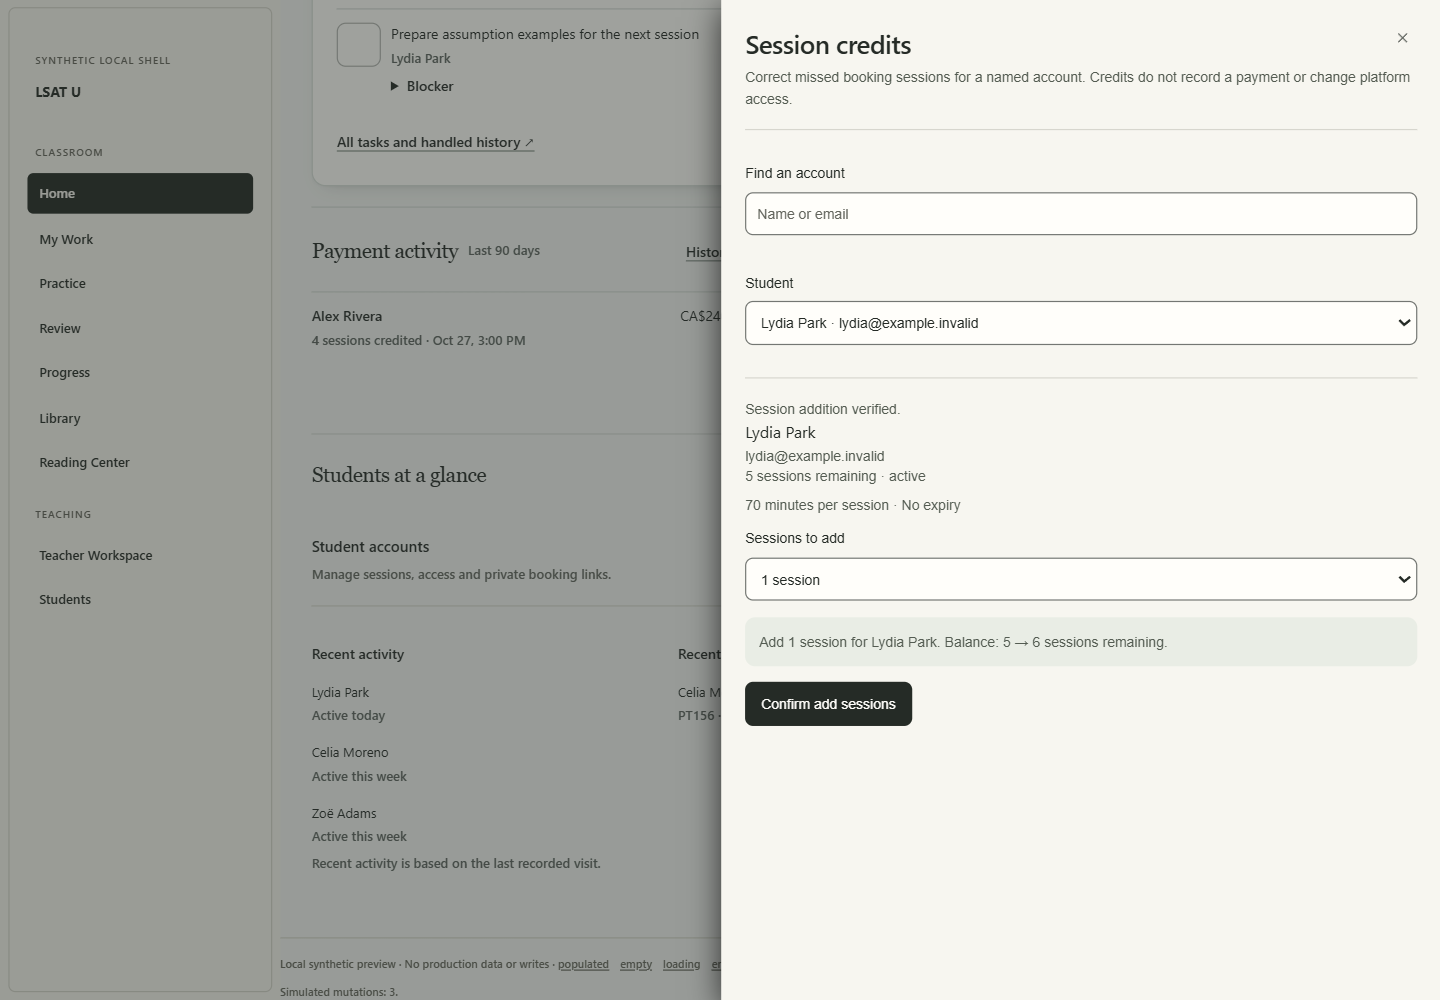 SYNTHETIC LOCAL SHELL
LSAT U
CLASSROOM
Home
My Work
Practice
Review
Progress
Library
Reading Center
TEACHING
Teacher Workspace
Students
Prepare assumption examples for the next session
Lydia Park
▶ Blocker
All tasks and handled history ↗
Payment activity Last 90 days
Alex Rivera
4 sessions credited · Oct 27, 3:00 PM
Students at a glance
Student accounts
Manage sessions, access and private booking links.
Recent activity
Lydia Park
Active today
Celia Moreno
Active this week
Zoë Adams
Active this week
Recent activity is based on the last recorded visit.
Recent
PT156 ·
Local synthetic preview · No production data or writes · populated empty loading
Simulated mutations: 3.
Session credits
×
Correct missed booking sessions for a named account. Credits do not record a payment or change platform
access.
Find an account
Name or email
Student
Lydia Park · lydia@example.invalid
Session addition verified.
Lydia Park
lydia@example.invalid
5 sessions remaining · active
70 minutes per session · No expiry
Sessions to add
1 session
Add 1 session for Lydia Park. Balance: 5 → 6 sessions remaining.
Confirm add sessions